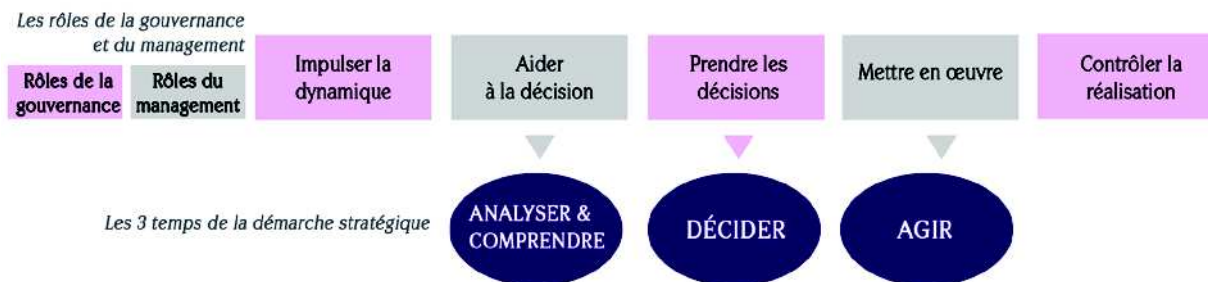 Les rôles de la gouvernance
et du management
Rôles de la
gouvernance
Rôles du
management
Impulser la
dynamique
Aider
à la décision
Prendre les
décisions
Mettre en œuvre
Contrôler la
réalisation
Les 3 temps de la démarche stratégique
ANALYSER &
COMPRENDRE
DÉCIDER
AGIR